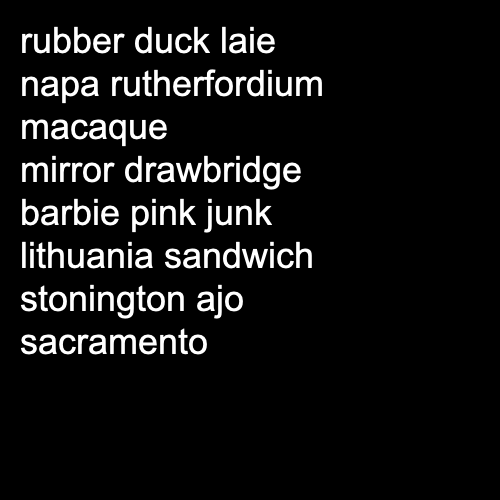 rubber duck laie
napa rutherfordium
macaque
mirror drawbridge
barbie pink junk
lithuania sandwich
stonington ajo
sacramento